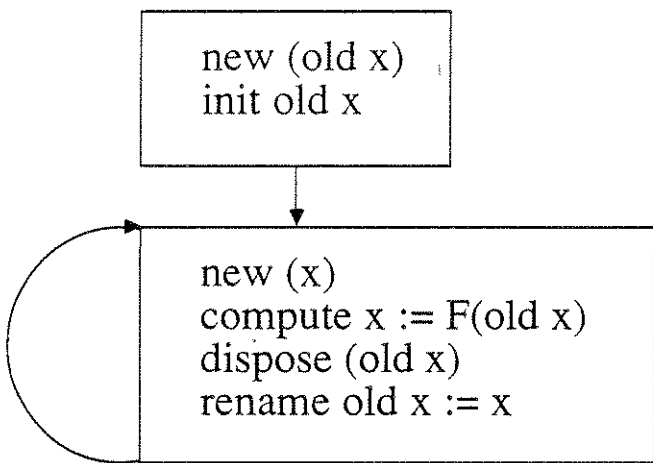 new (old x)
init old x
new (x)
compute x := F(old x)
dispose (old x)
rename old x := x